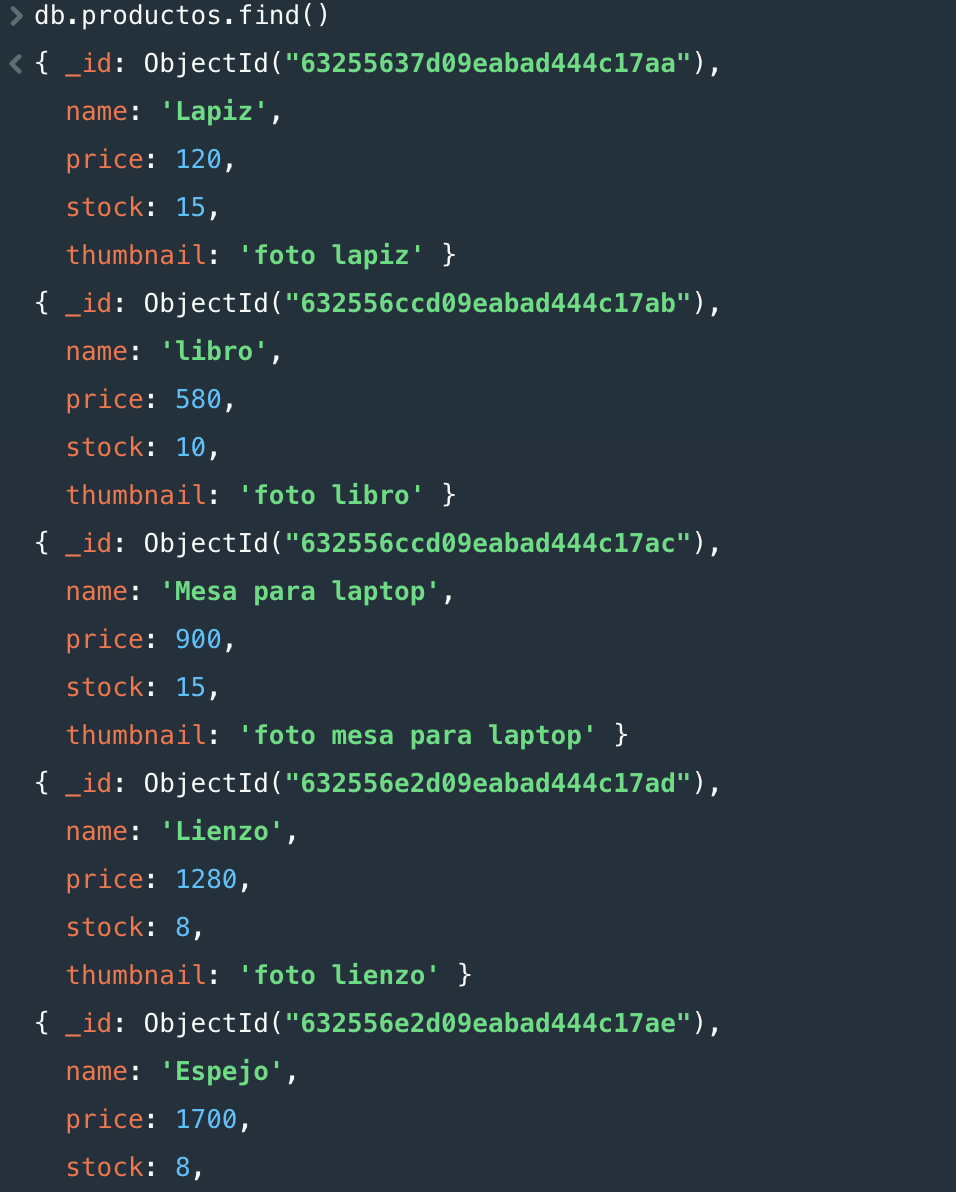 > db.productos.find()
< { _id: ObjectId("63255637d09eabad444c17aa"),
name: 'Lapiz',
price: 120,
stock: 15,
thumbnail: 'foto lapiz' }
{ _id: ObjectId("632556ccd09eabad444c17ab"),
name: 'libro',
price: 580,
stock: 10,
thumbnail: 'foto libro' }
{ _id: ObjectId("632556ccd09eabad444c17ac"),
name: 'Mesa para laptop',
price: 900,
stock: 15,
thumbnail: 'foto mesa para laptop' }
{ _id: ObjectId("632556e2d09eabad444c17ad"),
name: 'Lienzo',
price: 1280,
stock: 8,
thumbnail: 'foto lienzo' }
{ _id: ObjectId("632556e2d09eabad444c17ae"),
name: 'Espejo',
price: 1700,
stock: 8,